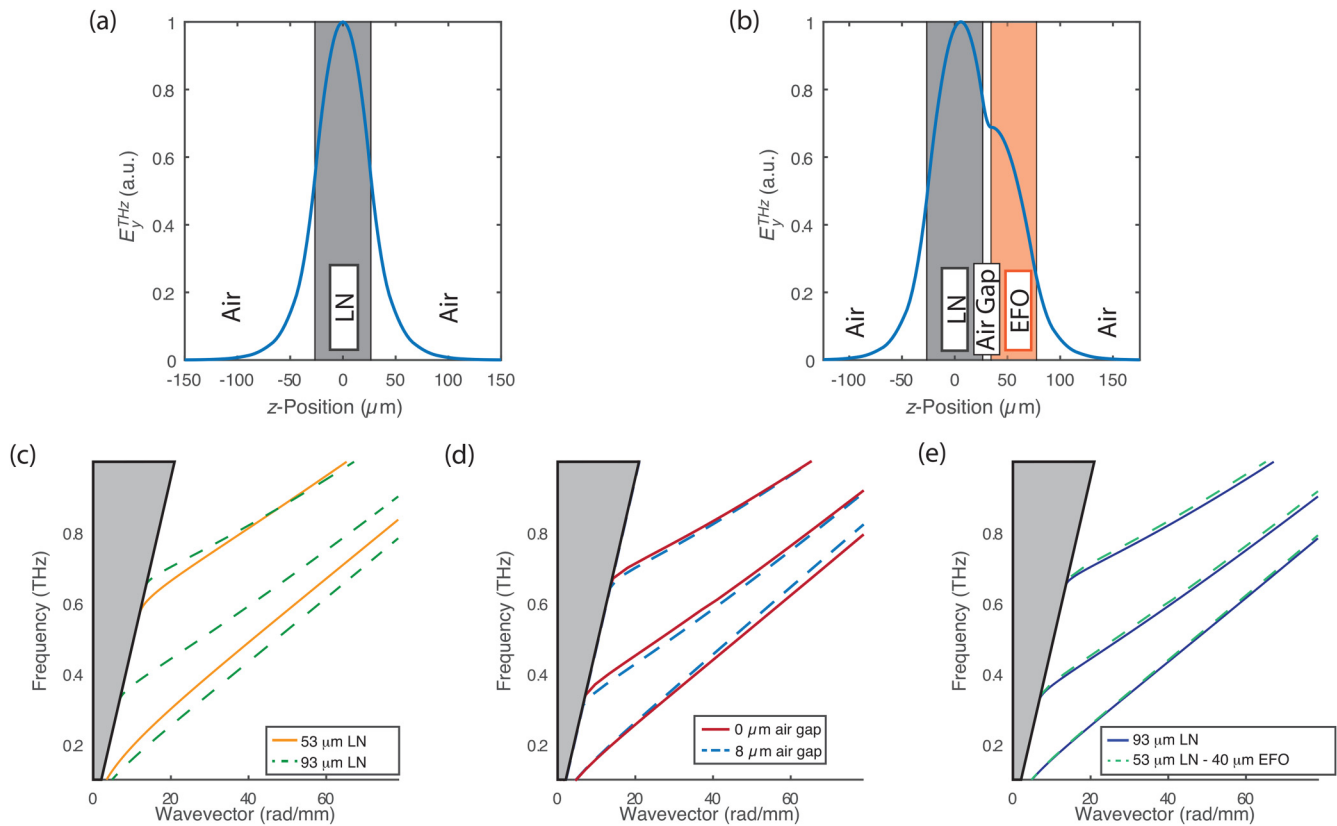 (a)
1
0.8
0.6
0.4
0.2
0
E_y^THz (a.u.)
Air
LN
Air
-150
-100
-50
0
50
100
150
z-Position (µm)
(b)
1
0.8
0.6
0.4
0.2
0
E_y^THz (a.u.)
Air
LN
Air Gap
EFO
Air
-100
-50
0
50
100
150
z-Position (µm)
(c)
0.8
0.6
0.4
0.2
Frequency (THz)
53 µm LN
93 µm LN
0
20
40
60
Wavevector (rad/mm)
(d)
0.8
0.6
0.4
0.2
Frequency (THz)
0 µm air gap
8 µm air gap
0
20
40
60
Wavevector (rad/mm)
(e)
0.8
0.6
0.4
0.2
Frequency (THz)
93 µm LN
53 µm LN - 40 µm EFO
0
20
40
60
Wavevector (rad/mm)